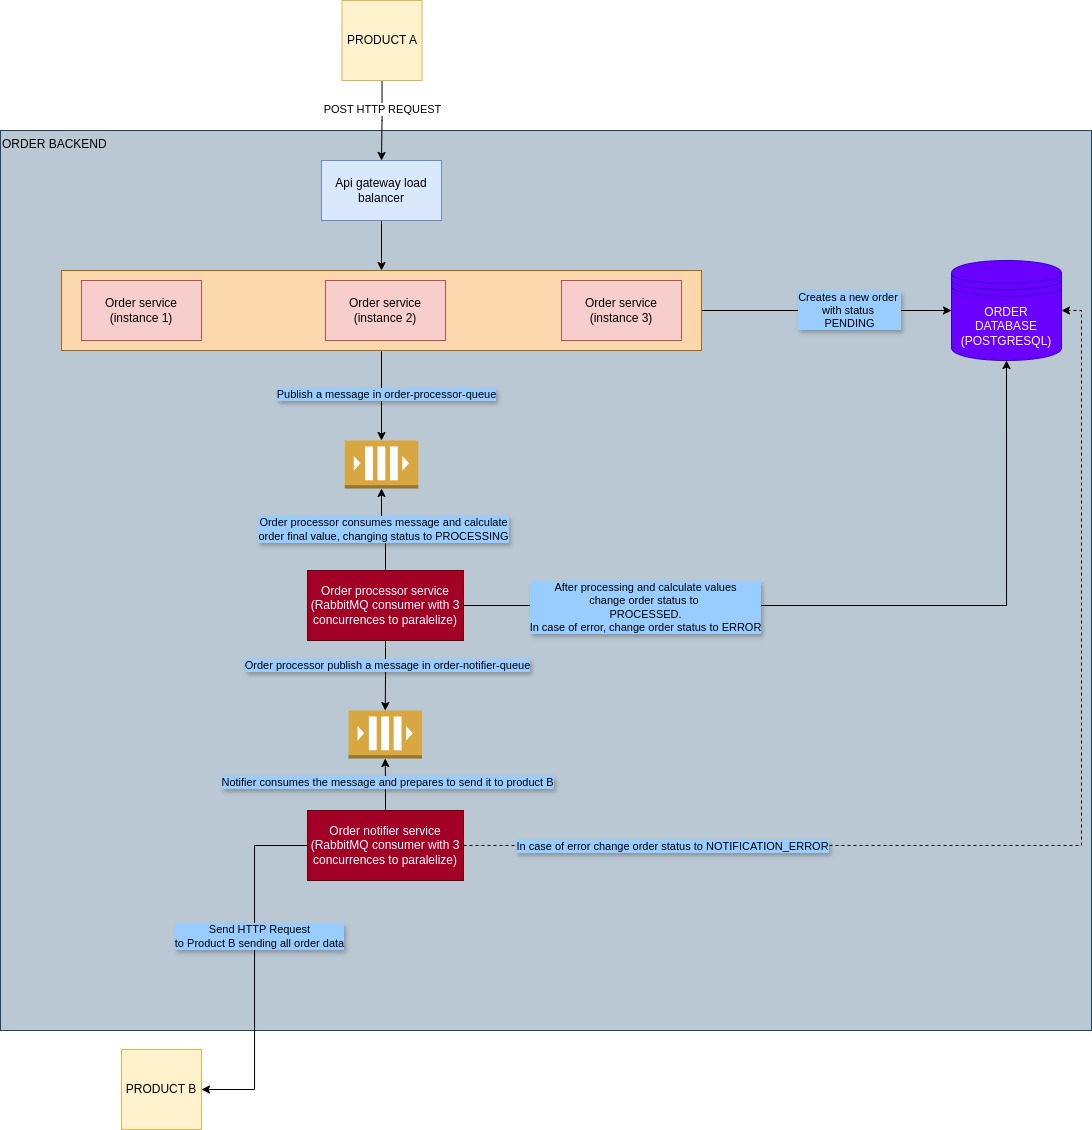 PRODUCT A
POST HTTP REQUEST
ORDER BACKEND
Api gateway load
balancer
Order service
(instance 1)
Order service
(instance 2)
Order service
(instance 3)
Creates a new order
with status
PENDING
ORDER
DATABASE
(POSTGRESQL)
Publish a message in order-processor-queue
Order processor consumes message and calculate
order final value, changing status to PROCESSING
Order processor service
(RabbitMQ consumer with 3
concurrences to paralelize)
After processing and calculate values
change order status to
PROCESSED.
In case of error, change order status to ERROR
Order processor publish a message in order-notifier-queue
Notifier consumes the message and prepares to send it to product B
Order notifier service
(RabbitMQ consumer with 3
concurrences to paralelize)
In case of error change order status to NOTIFICATION_ERROR
Send HTTP Request
to Product B sending all order data
PRODUCT B